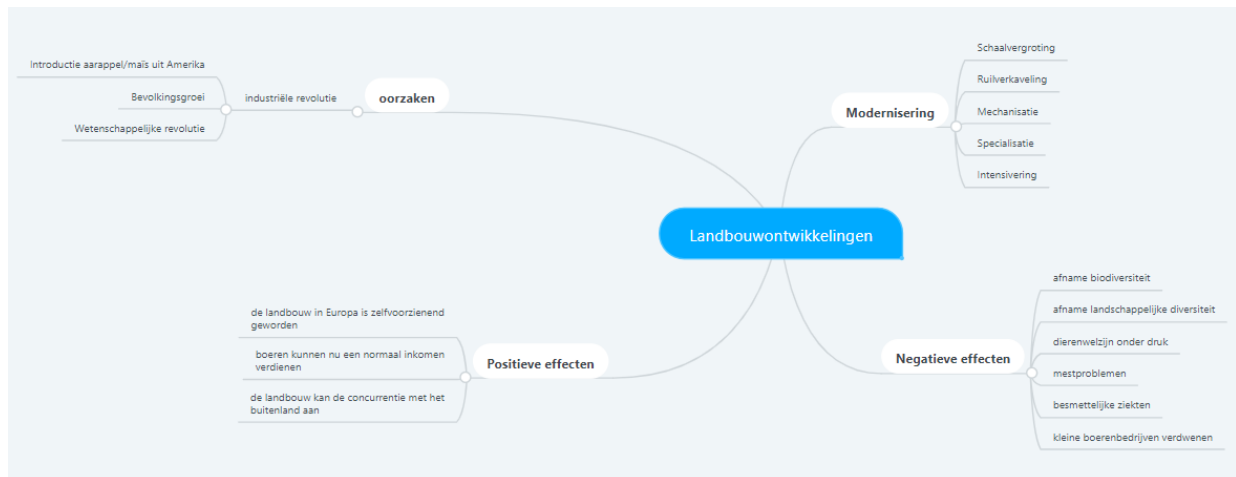 Introductie aarappel/maïs uit Amerika
Bevolkingsgroei
Wetenschappelijke revolutie
industriële revolutie
oorzaken
Modernisering
Schaalvergroting
Ruilverkaveling
Mechanisatie
Specialisatie
Intensivering
Landbouwontwikkelingen
de landbouw in Europa is zelfvoorzienend
geworden
boeren kunnen nu een normaal inkomen
verdienen
de landbouw kan de concurrentie met het
buitenland aan
Positieve effecten
Negatieve effecten
afname biodiversiteit
afname landschappelijke diversiteit
dierenwelzijn onder druk
mestproblemen
besmettelijke ziekten
kleine boerenbedrijven verdwenen